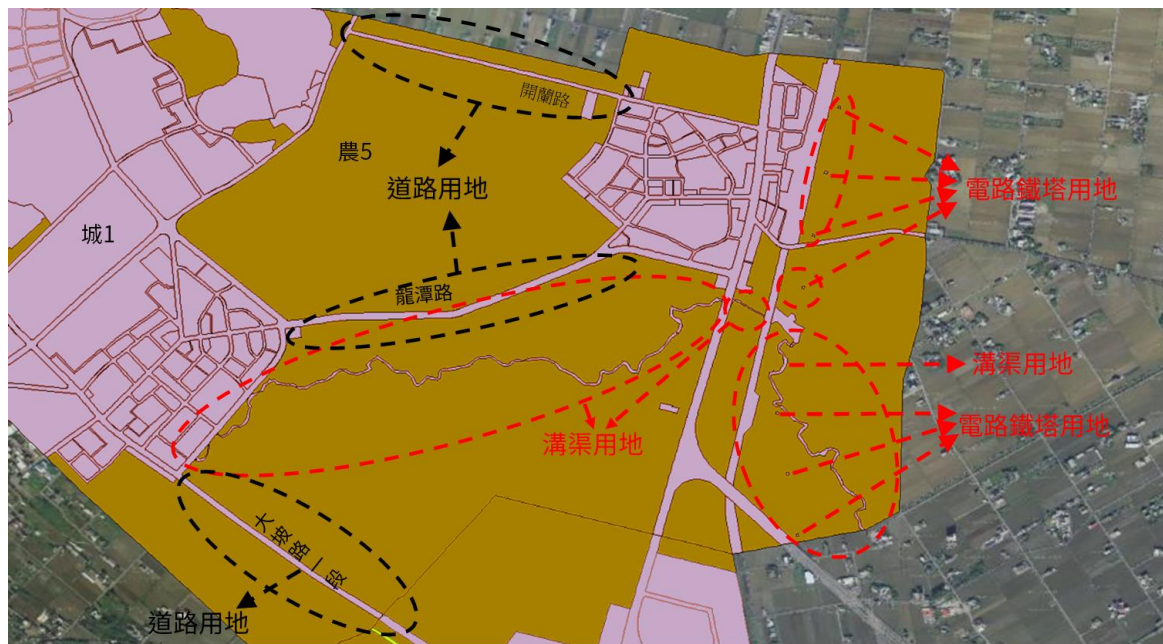 開蘭路
農5
道路用地
電路鐵塔用地
城1
龍潭路
溝渠用地
電路鐵塔用地
溝渠用地
大坡路一段
道路用地